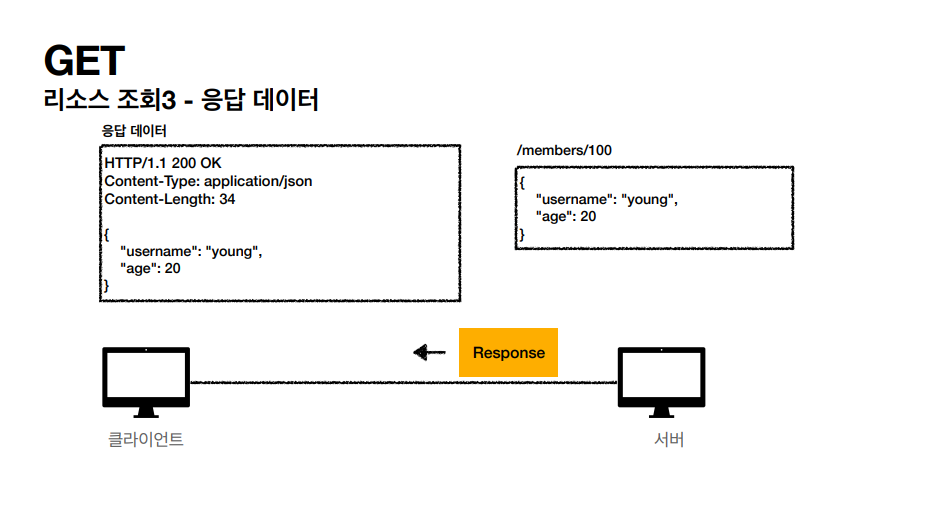 GET
리소스 조회3 - 응답 데이터
응답 데이터
HTTP/1.1 200 OK
Content-Type: application/json
Content-Length: 34
{
"username": "young",
"age": 20
}
/members/100
{
"username": "young",
"age": 20
}
Response
클라이언트
서버